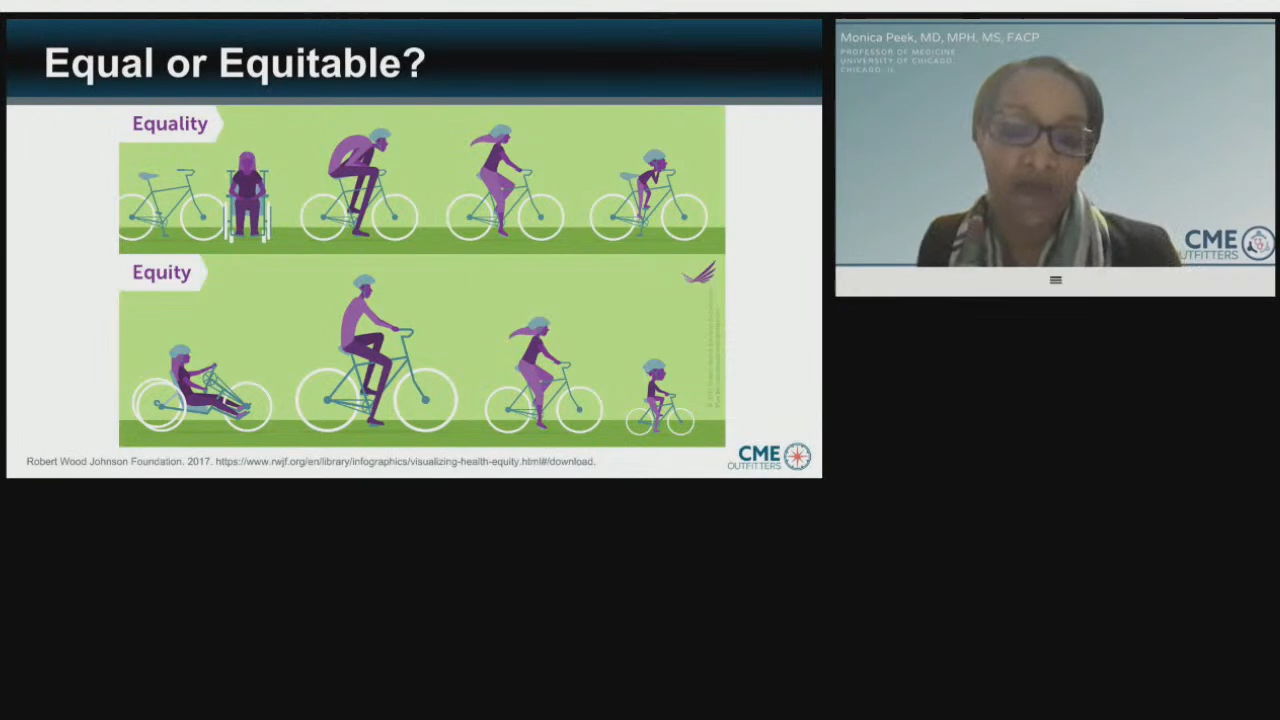 Equal or Equitable?
Equality
Equity
Robert Wood Johnson Foundation. 2017. https://www.rwjf.org/en/library/infographics/visualizing-health-equity.html#/download.
CME
OUTFITTERS
Monica Peek, MD, MPH, MS, FACP
PROFESSOR OF MEDICINE
UNIVERSITY OF CHICAGO
CHICAGO, IL
CME
OUTFITTERS